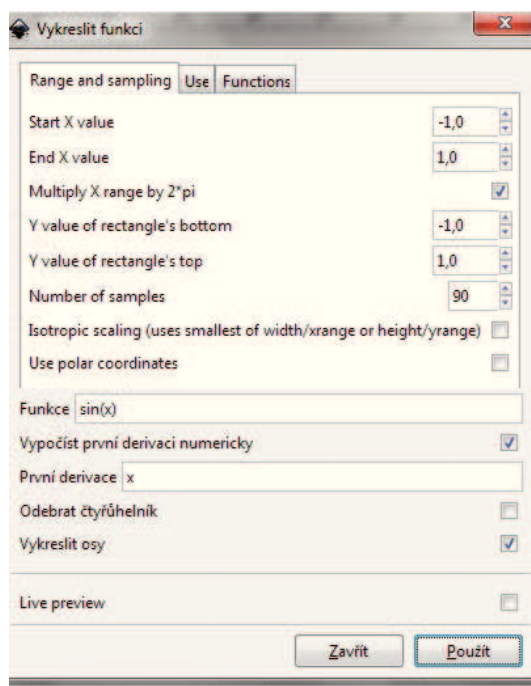 Vykreslit funkci
Range and sampling Use Functions
Start X value -1,0
End X value 1,0
Multiply X range by 2*pi
Y value of rectangle's bottom -1,0
Y value of rectangle's top 1,0
Number of samples 90
Isotropic scaling (uses smallest of width/xrange or height/yrange)
Use polar coordinates
Funkce sin(x)
Vypočíst první derivaci numericky
První derivace x
Odebrat čtyřůhelník
Vykreslit osy
Live preview
Zavřít Použít